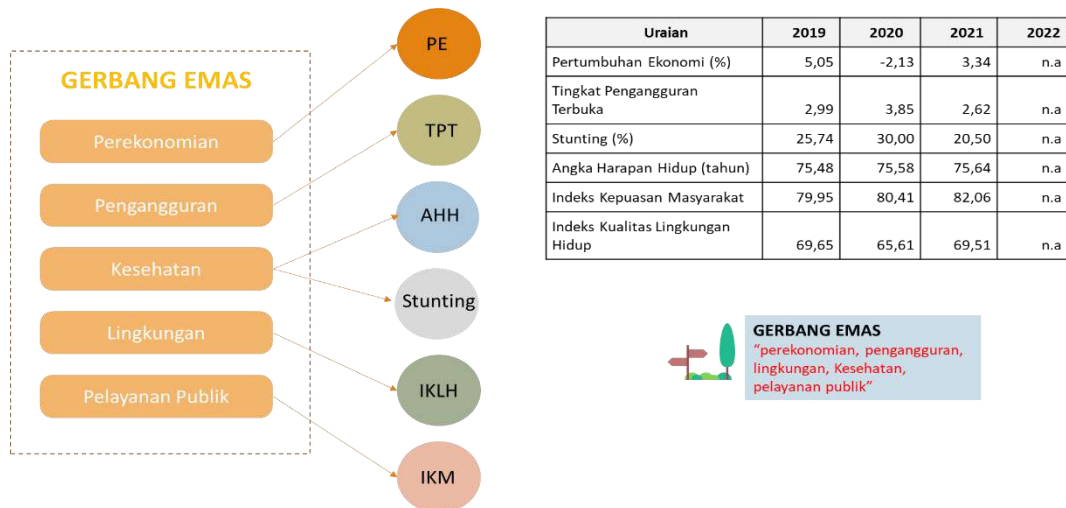 GERBANG EMAS
Perekonomian
Pengangguran
Kesehatan
Lingkungan
Pelayanan Publik
PE
TPT
AHH
Stunting
IKLH
IKM
Uraian 2019 2020 2021 2022
Pertumbuhan Ekonomi (%) 5,05 -2,13 3,34 n.a
Tingkat Pengangguran
Terbuka 2,99 3,85 2,62 n.a
Stunting (%) 25,74 30,00 20,50 n.a
Angka Harapan Hidup (tahun) 75,48 75,58 75,64 n.a
Indeks Kepuasan Masyarakat 79,95 80,41 82,06 n.a
Indeks Kualitas Lingkungan
Hidup 69,65 65,61 69,51 n.a
GERBANG EMAS
"perekonomian, pengangguran,
lingkungan, Kesehatan,
pelayanan publik"